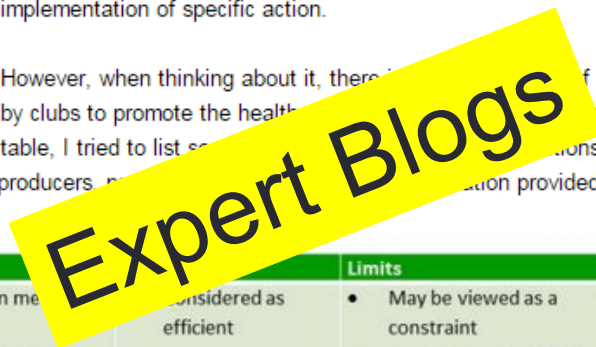 implementation of specific action.
However, when thinking about it, there
by clubs to promote the health
table, I tried to list
producers provided
Expert Blogs
Limits
considered as • May be viewed as a
efficient constraint